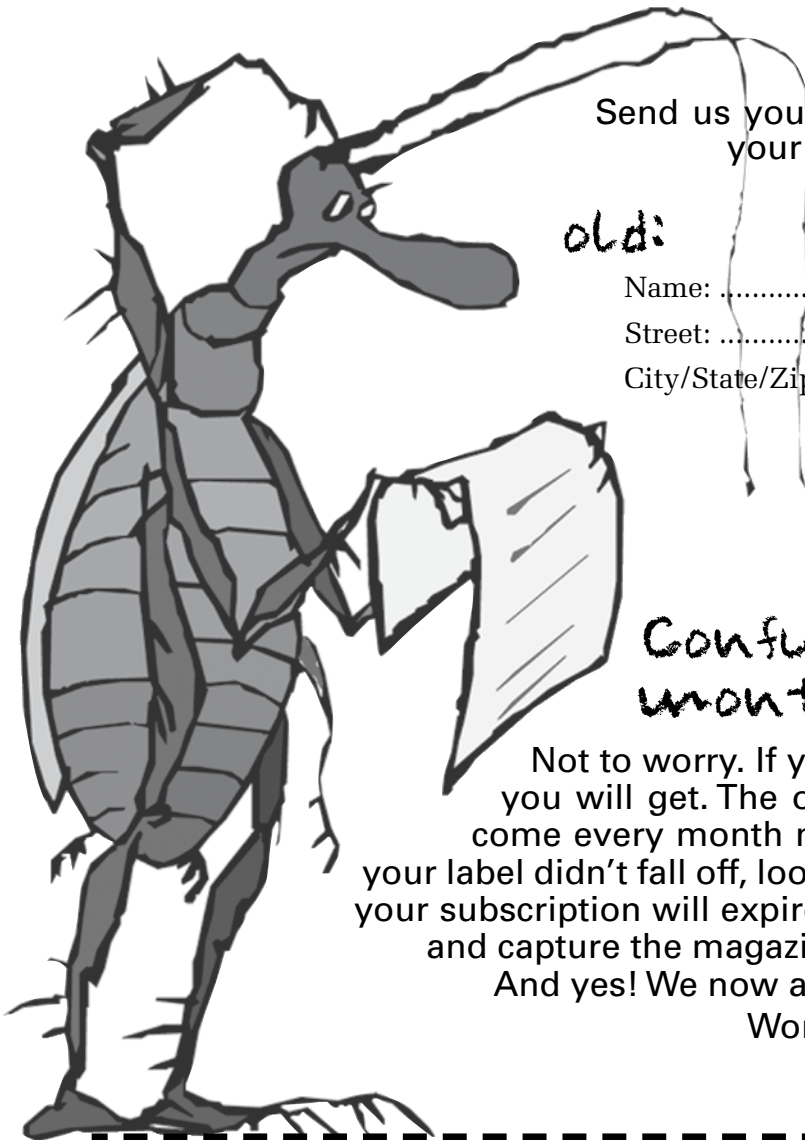 Send us you
your
old:
Name: ...........
Street: ...........
City/State/Zip
Confu
mont
Not to worry. If y
you will get. The o
come every month
your label didn’t fall off, loo
your subscription will expire
and capture the magazi
And yes! We now a
Wor